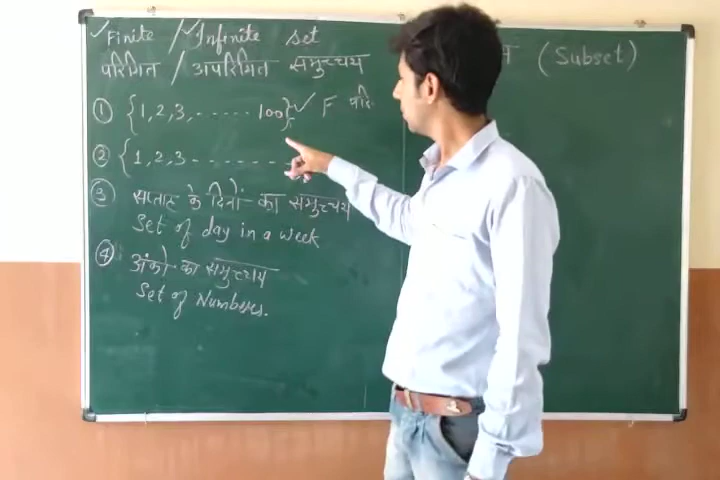 ✓Finite / ✓Infinite set
परिमित / अपरिमित समुच्चय
① {1,2,3,.....100} ✓ F
② {1,2,3-------
③ सप्ताह के दिनों का समुच्चय
Set of day in a week
④ अंको का समुच्चय
Set of Numberes.
(Subset)